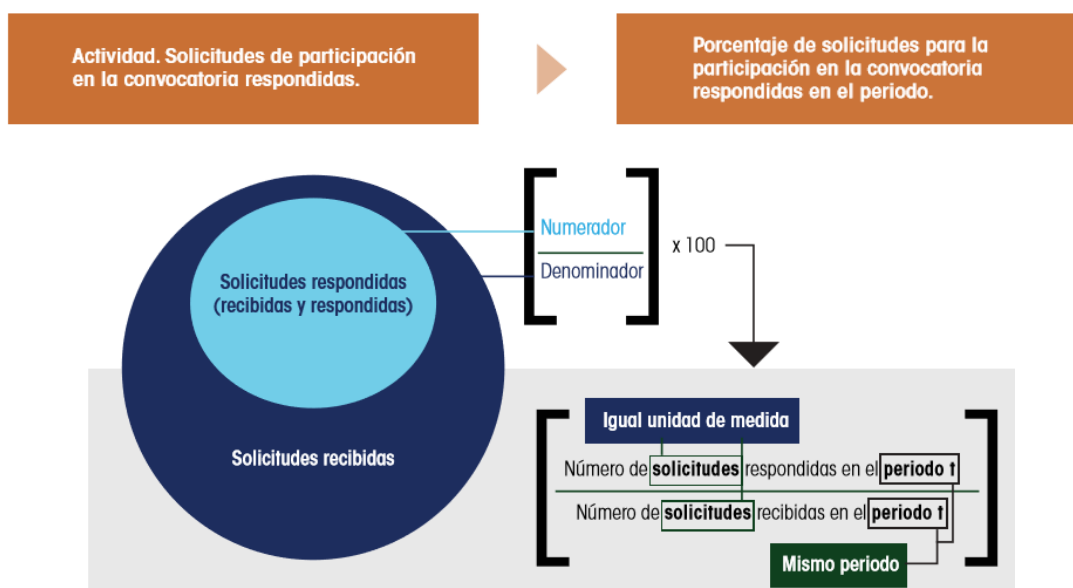 Actividad. Solicitudes de participación
en la convocatoria respondidas.
Porcentaje de solicitudes para la
participación en la convocatoria
respondidas en el periodo.
Solicitudes respondidas
(recibidas y respondidas)
Solicitudes recibidas
Numerador
Denominador
x 100
Igual unidad de medida
Número de solicitudes respondidas en el periodo t
Número de solicitudes recibidas en el periodo t
Mismo periodo